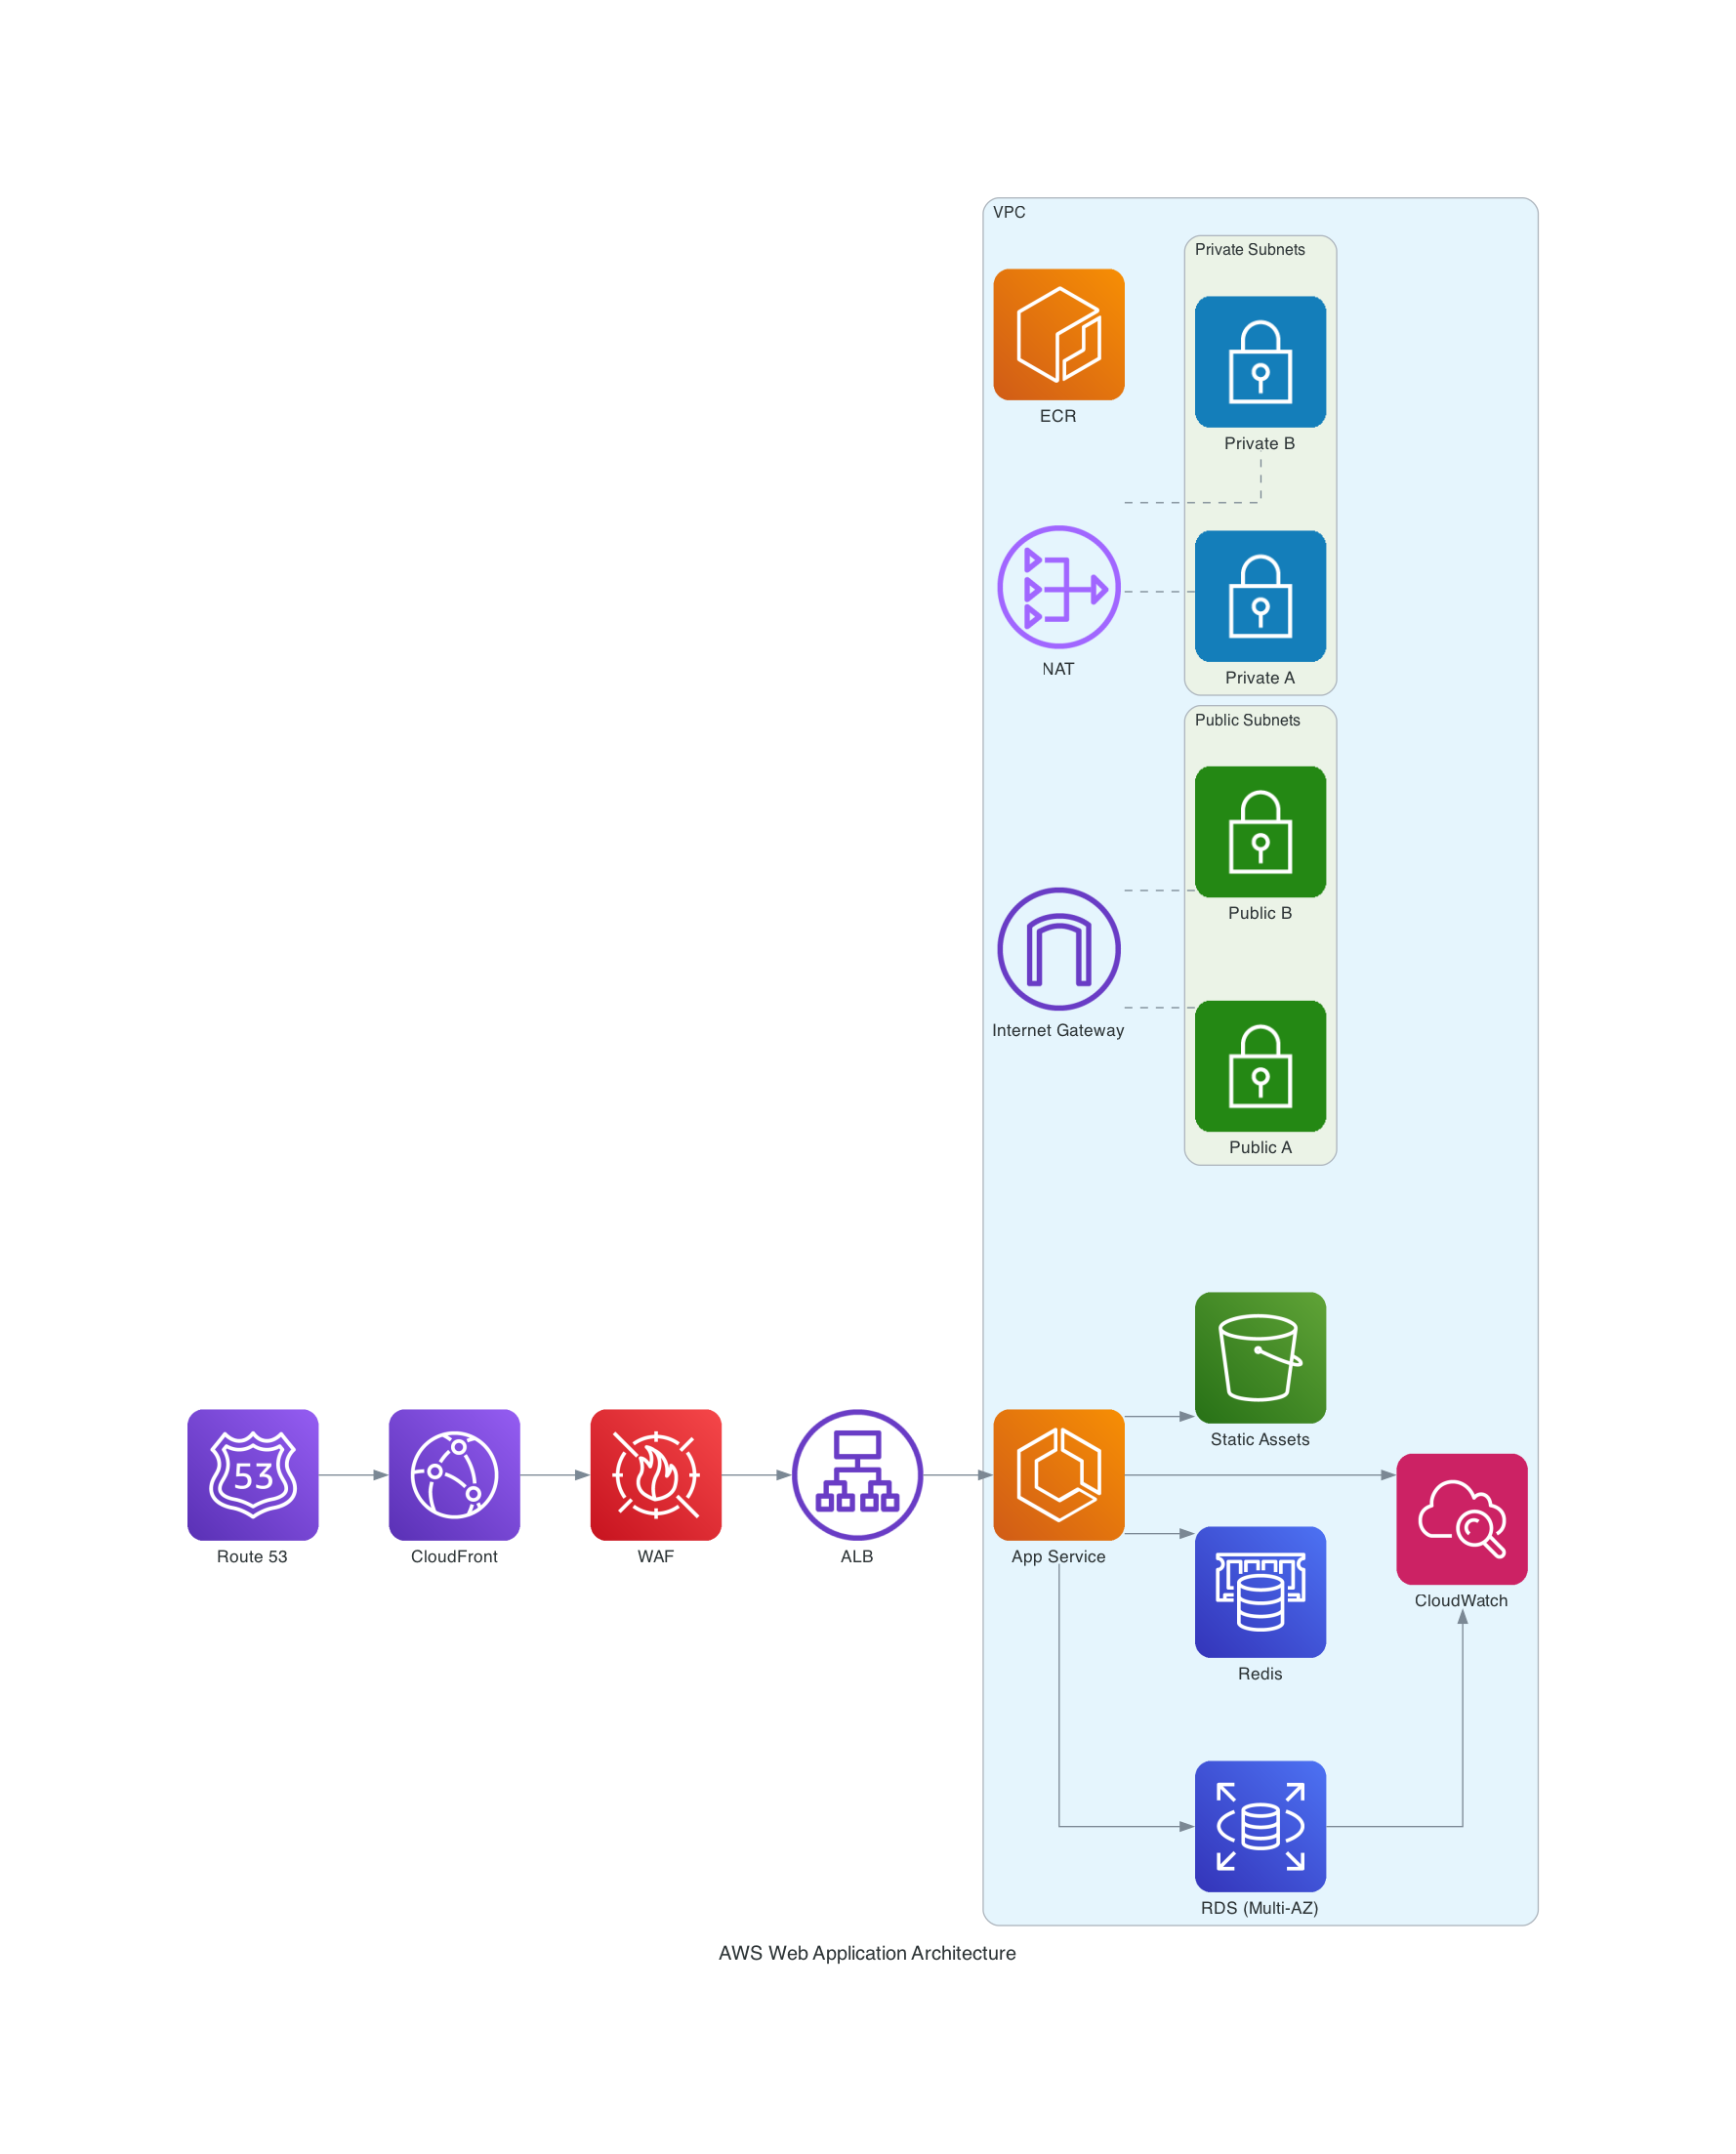 VPC
Private Subnets
ECR
Private B
NAT
Private A
Public Subnets
Public B
Internet Gateway
Public A
Static Assets
53
Route 53
CloudFront
WAF
ALB
App Service
CloudWatch
Redis
RDS (Multi-AZ)
AWS Web Application Architecture